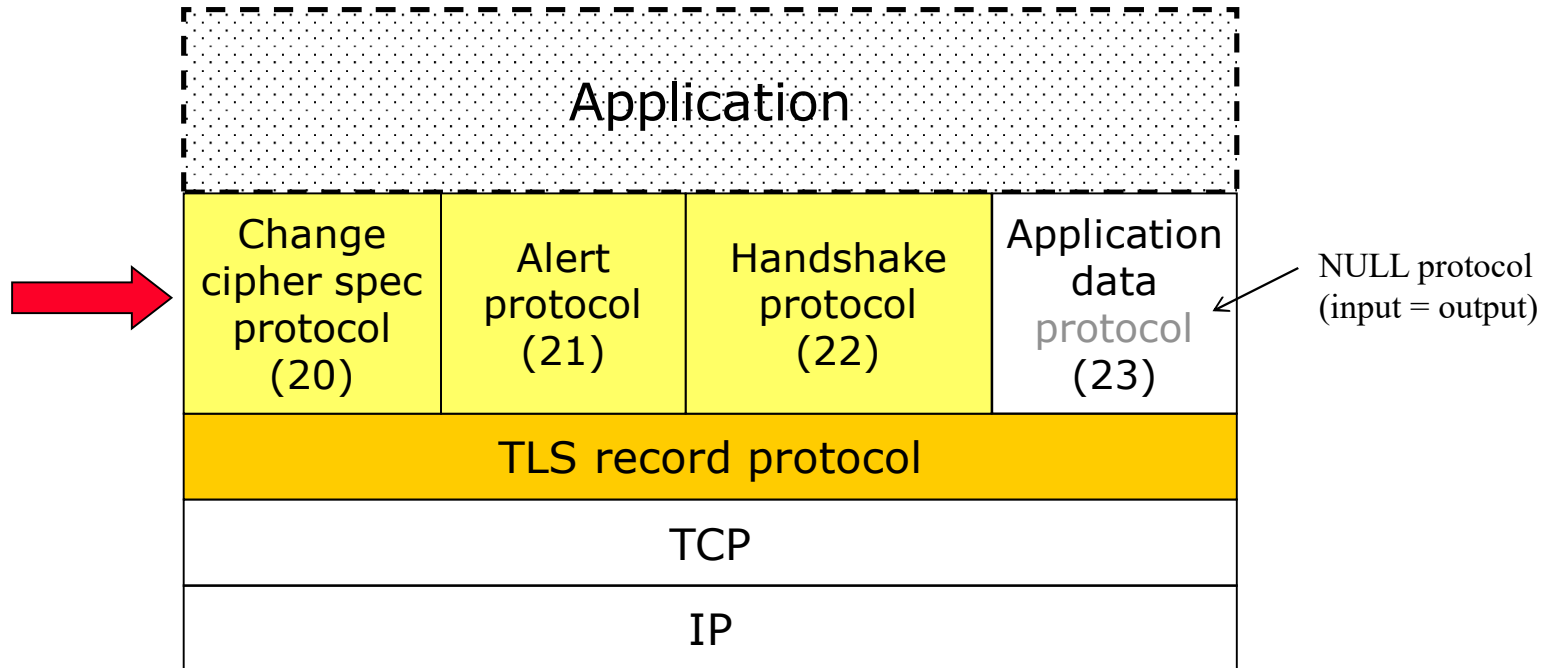 Application
Change
cipher spec
protocol
(20)
Alert
protocol
(21)
Handshake
protocol
(22)
Application
data
protocol
(23)
NULL protocol
(input = output)
TLS record protocol
TCP
IP